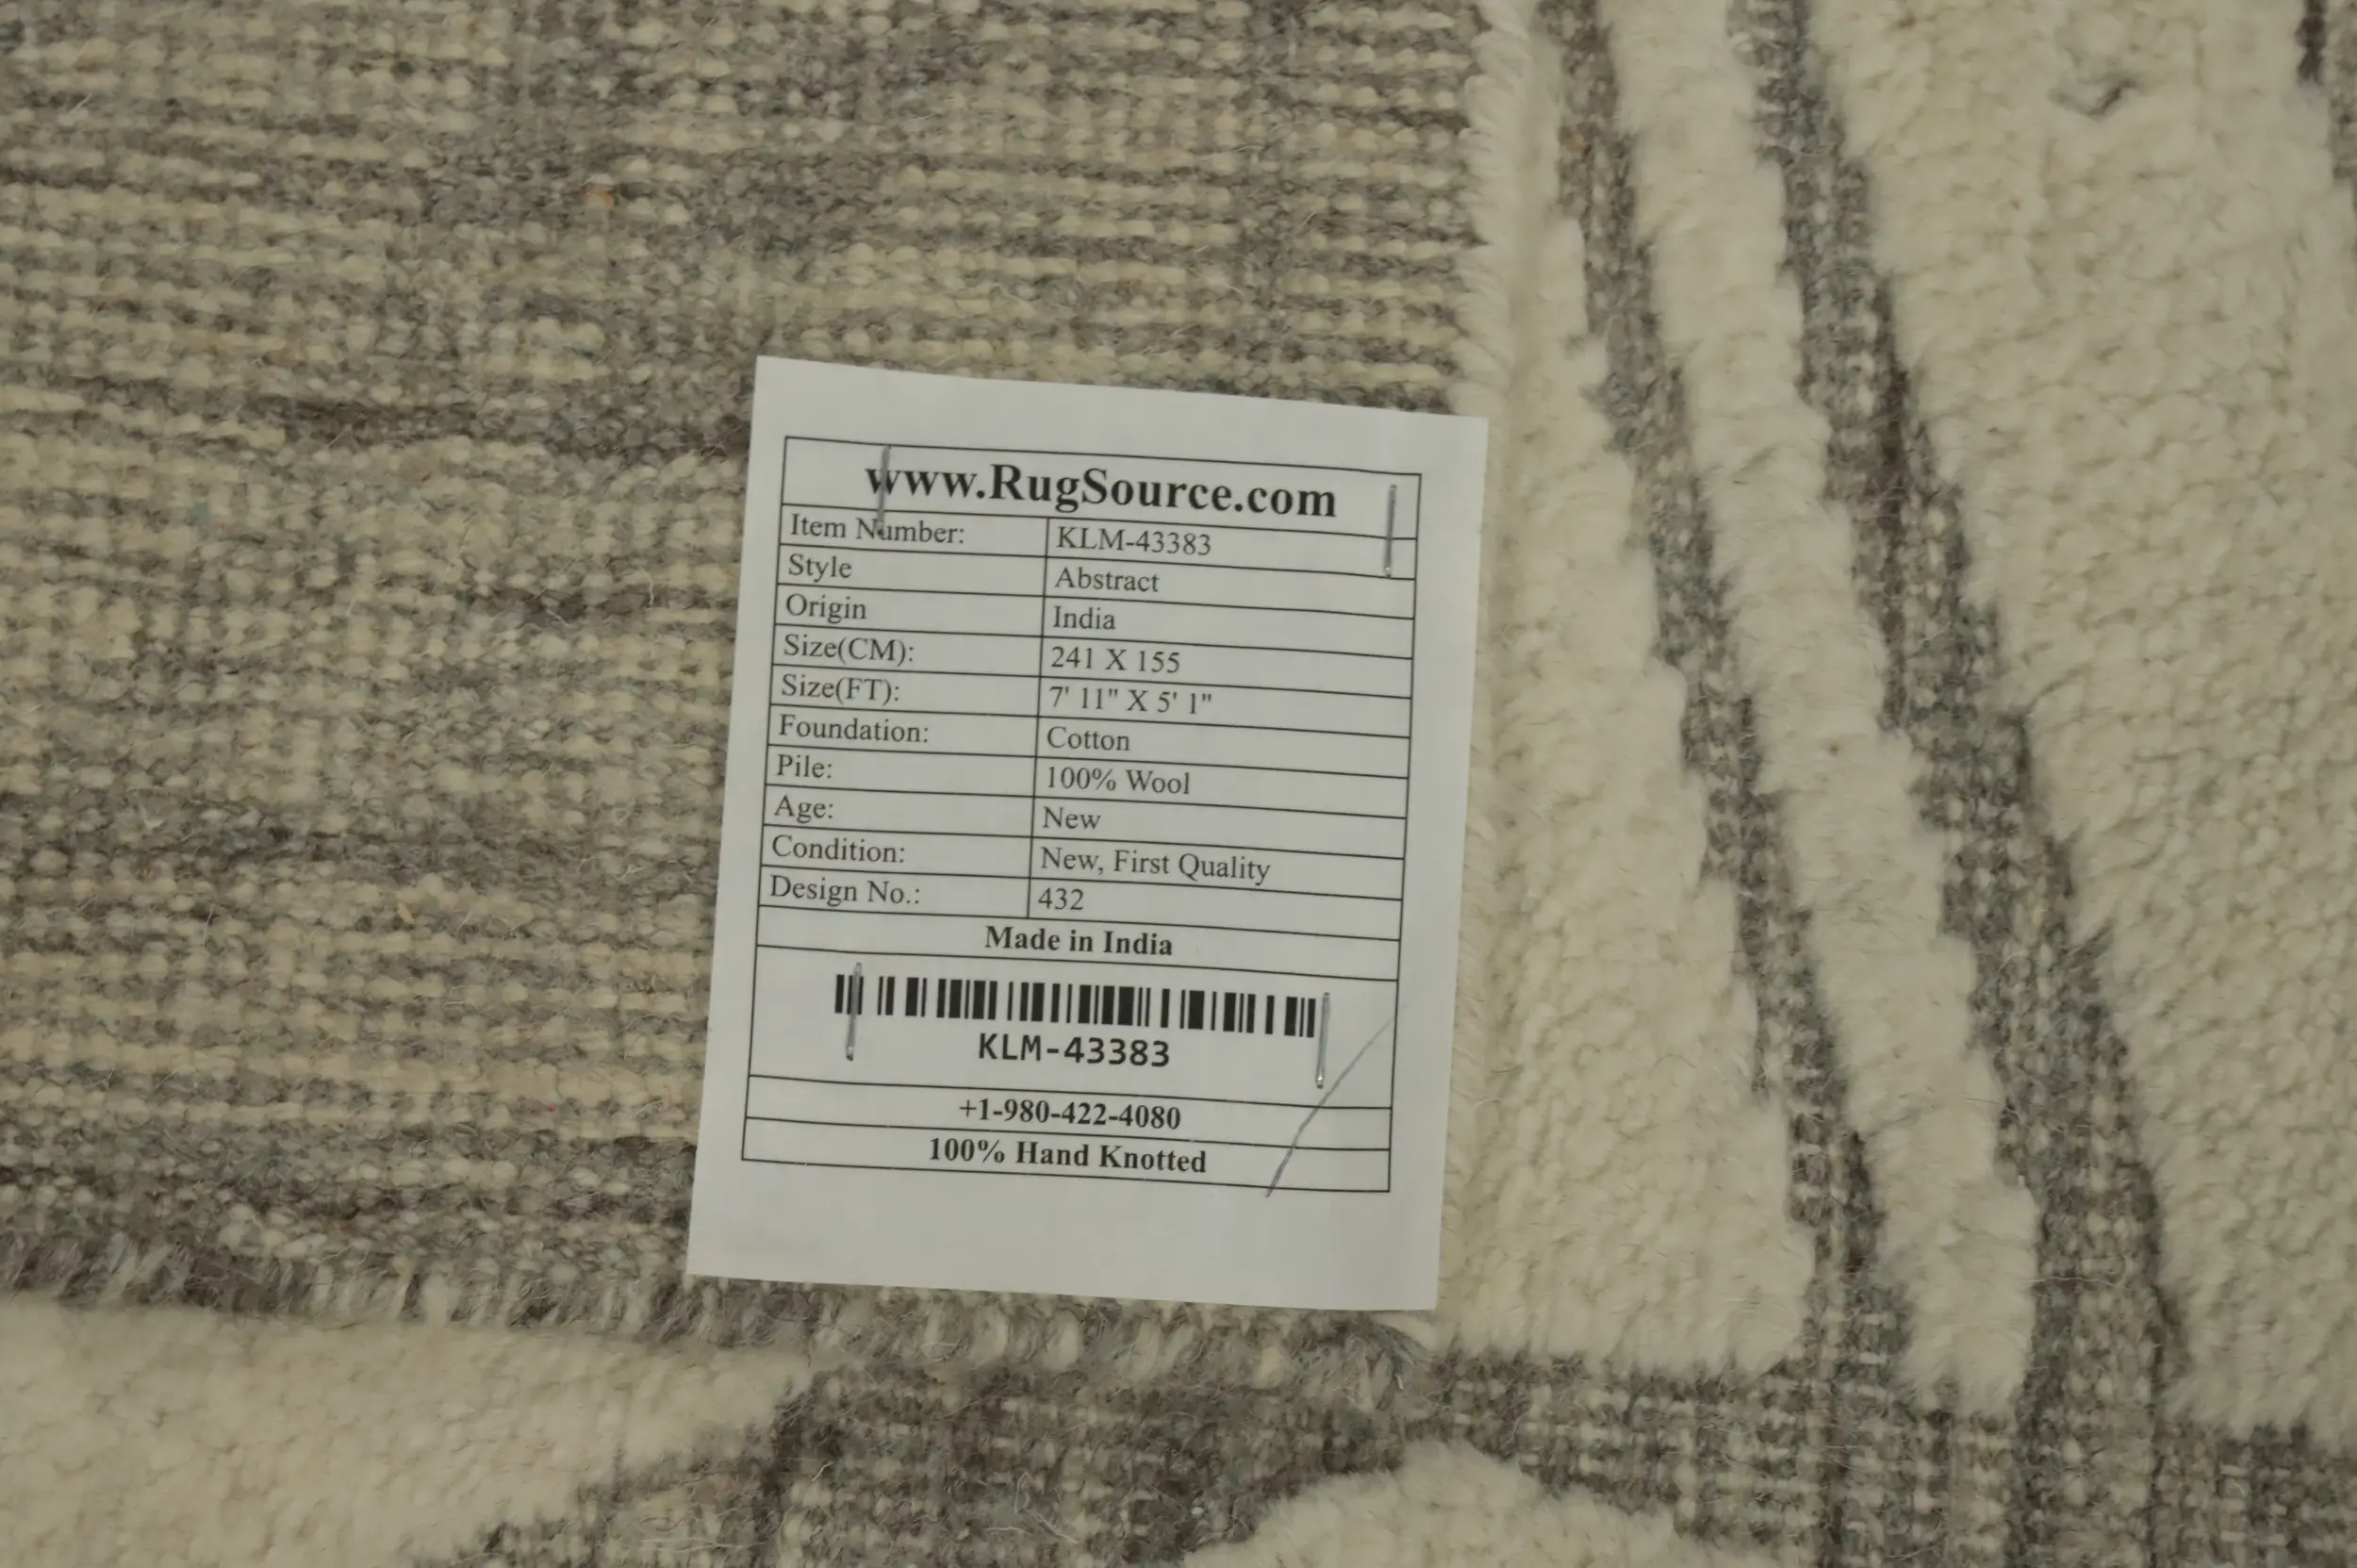 www.RugSource.com
Item Number: KLM-43383
Style Abstract
Origin India
Size(CM): 241 X 155
Size(FT): 7' 11" X 5' 1"
Foundation: Cotton
Pile: 100% Wool
Age: New
Condition: New, First Quality
Design No.: 432
Made in India
KLM-43383
+1-980-422-4080
100% Hand Knotted